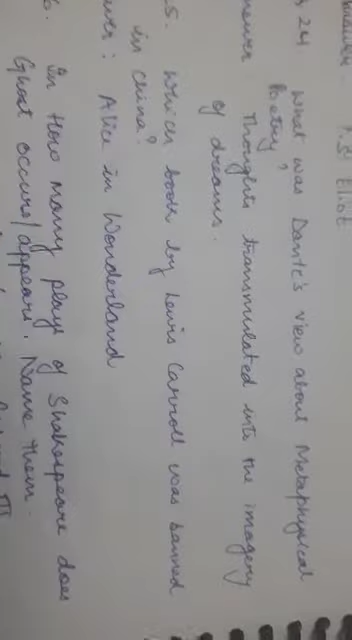 T.S Eliot
24. What was Dante's view about Metaphysical
Poetry?
Thoughts transmulated into the imagery
of dreams.
5. Which book by Lewis Carroll was banned
in China?
: Alice in Wonderland
6. In How many plays of Shakespeare does
Ghost occurs/appears. Name them.
III